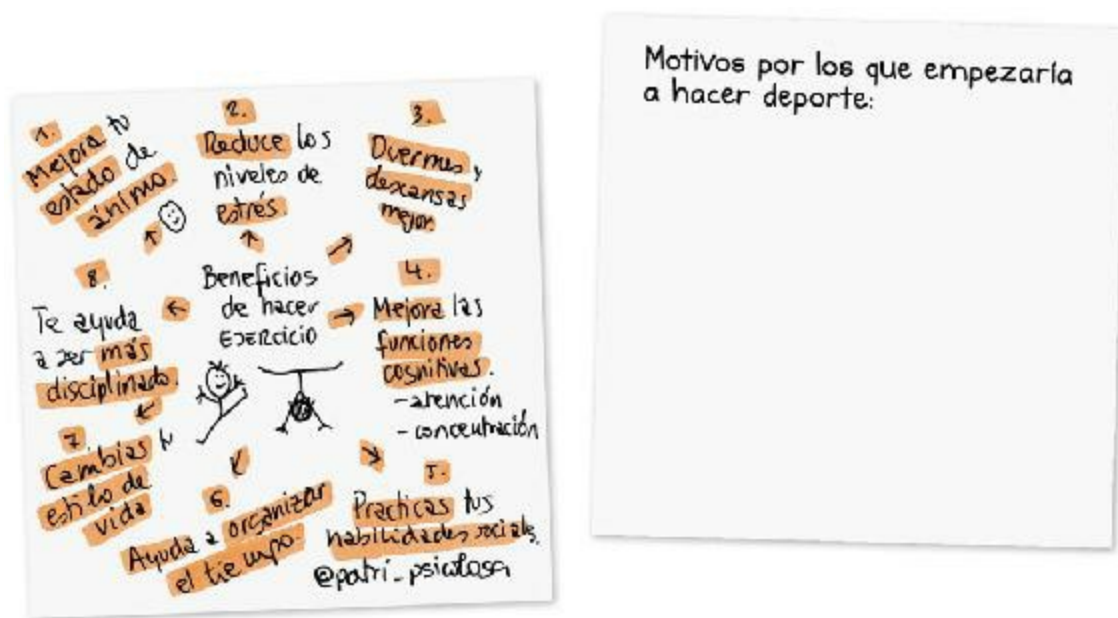 1.
Mejora tu
estado de
ánimo.
2.
Reduce los
niveles de
estrés.
3.
Duermes y
descansas
mejor.
Beneficios
de hacer
EJERCICIO
4.
Mejora las
funciones
cognitivas.
-atención
-concentración
5.
Practicas tus
habilidades sociales.
6.
Ayuda a organizar
el tiempo.
7
Cambias tu
estilo de
vida
8.
Te ayuda
a ser más
disciplinado.
@patri_psicologa
Motivos por los que empezaría
a hacer deporte: